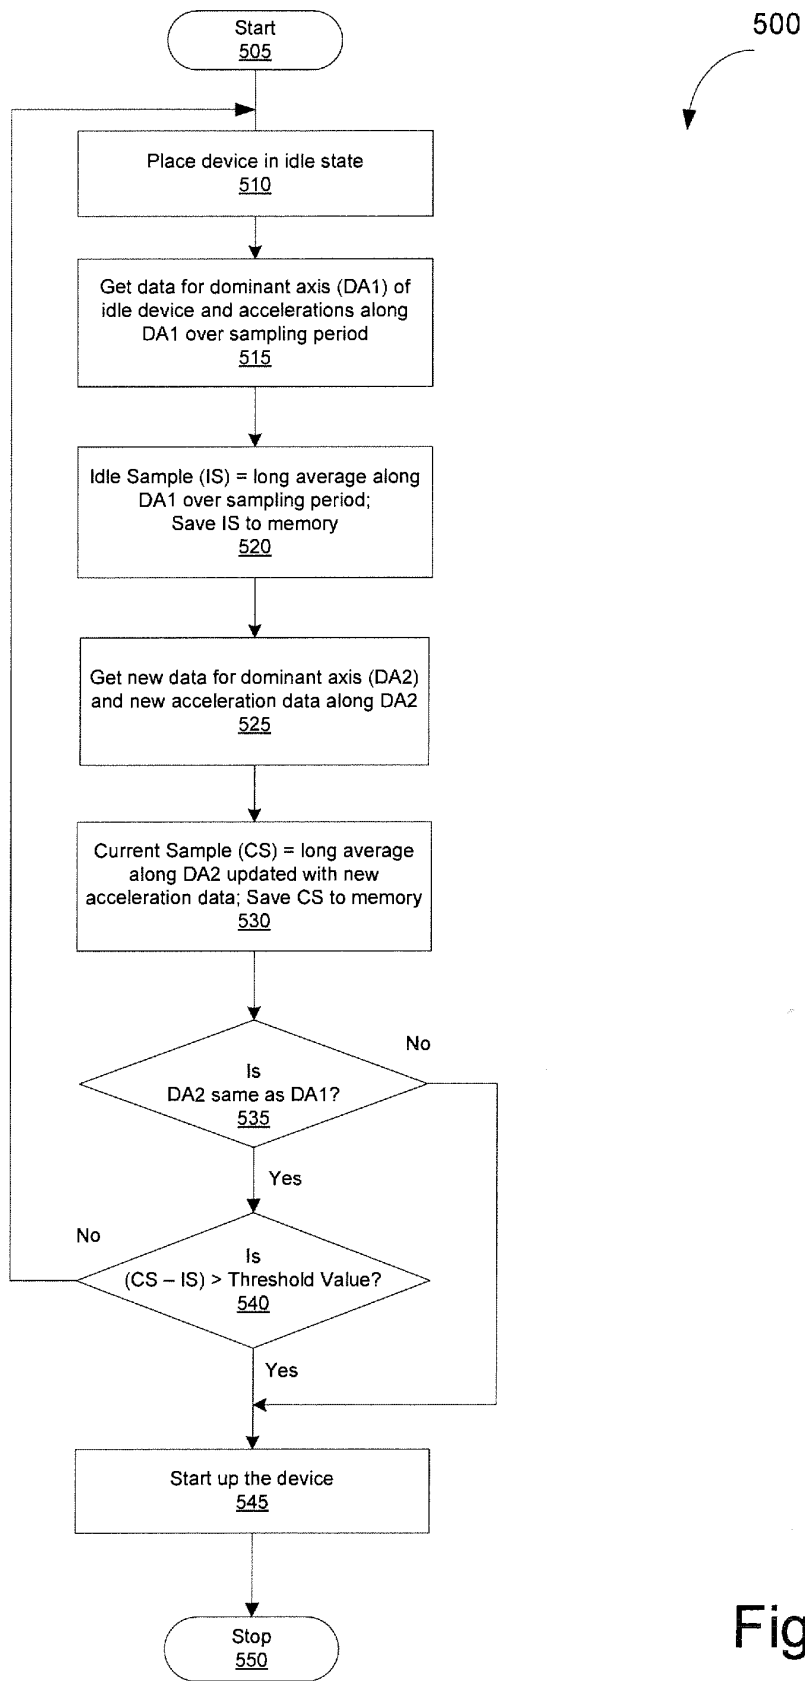 500
Start
505
Place device in idle state
510
Get data for dominant axis (DA1) of
idle device and accelerations along
DA1 over sampling period
515
Idle Sample (IS) = long average along
DA1 over sampling period;
Save IS to memory
520
Get new data for dominant axis (DA2)
and new acceleration data along DA2
525
Current Sample (CS) = long average
along DA2 updated with new
acceleration data; Save CS to memory
530
No
Is
DA2 same as DA1?
535
Yes
No
Is
(CS – IS) > Threshold Value?
540
Yes
Start up the device
545
Stop
550
Fig